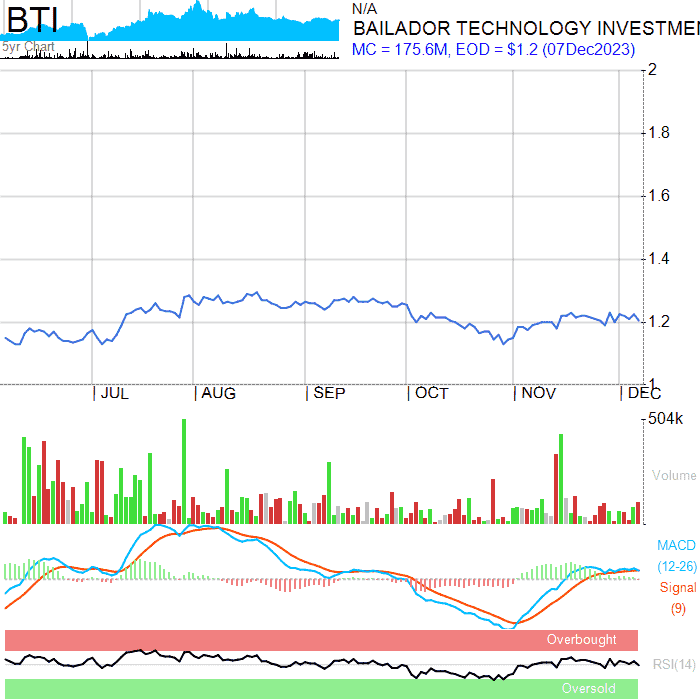 BTI
5yr Chart
N/A
BAILADOR TECHNOLOGY INVESTMEN
MC = 175.6M, EOD = $1.2 (07Dec2023)
2
1.8
1.6
1.4
1.2
1
JUL
AUG
SEP
OCT
NOV
DEC
504k
Volume
MACD
(12-26)
Signal
(9)
Overbought
RSI(14)
Oversold